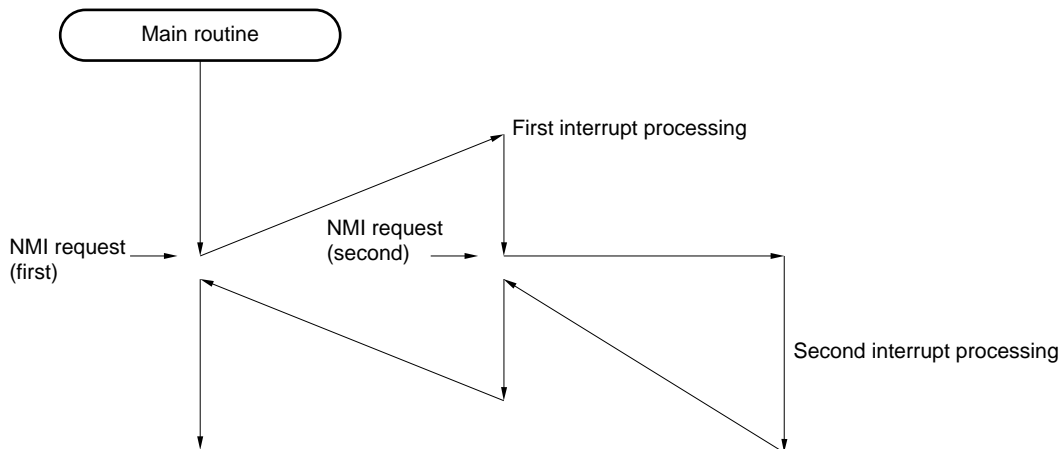 Main routine
First interrupt processing
NMI request
(first)
NMI request
(second)
Second interrupt processing